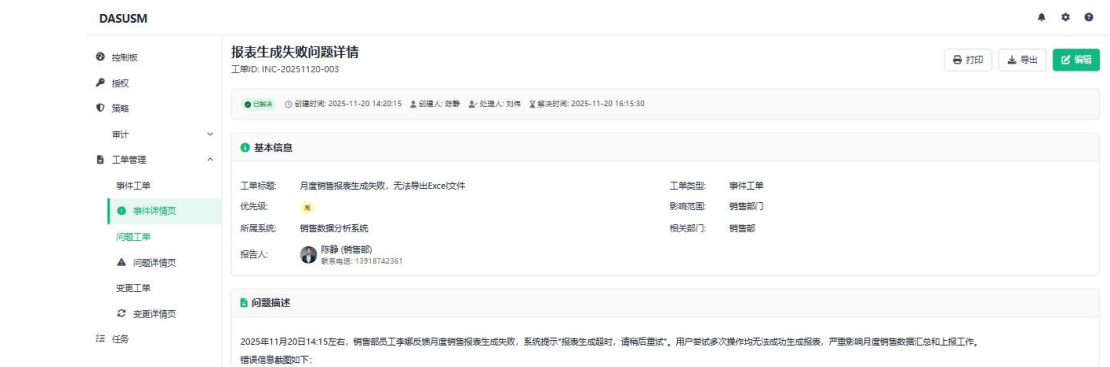 DASUSM
控制板
授权
策略
审计
工单管理
事件工单
事件详情页
问题工单
问题详情页
变更工单
变更详情页
任务
报表生成失败问题详情
工单ID: INC-20251120-003
打印
导出
编辑
已解决 创建时间: 2025-11-20 14:20:15 创建人: 陈静 处理人: 刘伟 解决时间: 2025-11-20 16:15:30
基本信息
工单标题: 月度销售报表生成失败，无法导出Excel文件
工单类型: 事件工单
优先级: 高
影响范围: 销售部门
所属系统: 销售数据分析系统
相关部门: 销售部
报告人: 陈静 (销售部)
联系电话: 13918742361
问题描述
2025年11月20日14:15左右，销售部员工李娜反馈月度销售报表生成失败，系统提示"报表生成超时，请稍后重试"。用户尝试多次操作均无法成功生成报表，严重影响月度销售数据汇总和上报工作。
错误信息截图如下: